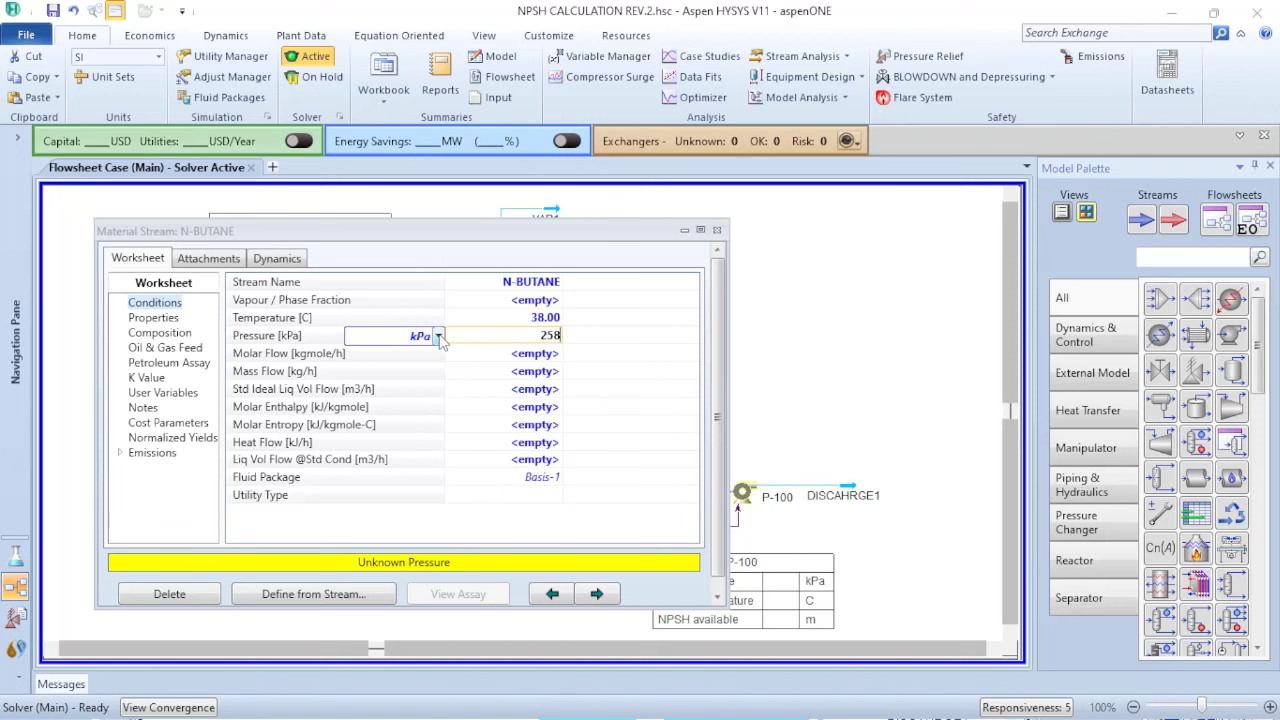 NPSH CALCULATION REV.2.hsc - Aspen HYSYS V11 - aspenONE
File
Home
Economics
Dynamics
Plant Data
Equation Oriented
View
Customize
Resources
Search Exchange
Cut
SI
Utility Manager
Active
Model
Variable Manager
Case Studies
Stream Analysis
Pressure Relief
Emissions
Copy
Unit Sets
Adjust Manager
On Hold
Flowsheet
Compressor Surge
Data Fits
Equipment Design
BLOWDOWN and Depressuring
Paste
Fluid Packages
Workbook
Reports
Input
Optimizer
Model Analysis
Flare System
Datasheets
Clipboard
Units
Simulation
Solver
Summaries
Analysis
Safety
Capital: ____USD Utilities: ____USD/Year
Energy Savings: ____MW (____%)
Exchangers - Unknown: 0 OK: 0 Risk: 0
Flowsheet Case (Main) - Solver Active
Model Palette
Views
Streams
Flowsheets
EO
All
Dynamics & Control
External Model
Heat Transfer
Manipulator
Piping & Hydraulics
Pressure Changer
Reactor
Separator
Cn(A)
Navigation Pane
Material Stream: N-BUTANE
Worksheet
Attachments
Dynamics
Worksheet
Conditions
Properties
Composition
Oil & Gas Feed
Petroleum Assay
K Value
User Variables
Notes
Cost Parameters
Normalized Yields
Emissions
Stream Name N-BUTANE
Vapour / Phase Fraction <empty>
Temperature [C] 38.00
Pressure [kPa] kPa 258
Molar Flow [kgmole/h] <empty>
Mass Flow [kg/h] <empty>
Std Ideal Liq Vol Flow [m3/h] <empty>
Molar Enthalpy [kJ/kgmole] <empty>
Molar Entropy [kJ/kgmole-C] <empty>
Heat Flow [kJ/h] <empty>
Liq Vol Flow @Std Cond [m3/h] <empty>
Fluid Package Basis-1
Utility Type
Unknown Pressure
Delete
Define from Stream...
View Assay
P-100
DISCAHRGE1
kPa
C
NPSH available m
Messages
Solver (Main) - Ready
View Convergence
Responsiveness: 5
100%